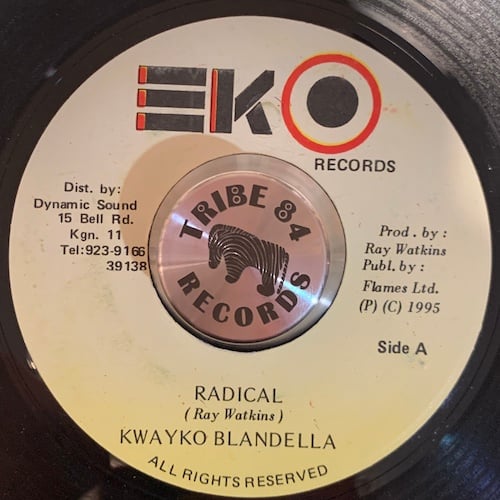 EKO
RECORDS
Dist. by:
Dynamic Sound
15 Bell Rd.
Kgn. 11
Tel:923-9166
39138
TRIBE 84
RECORDS
Prod. by :
Ray Watkins
Publ. by :
Flames Ltd.
(P) (C) 1995
Side A
RADICAL
( Ray Watkins )
KWAYKO BLANDELLA
ALL RIGHTS RESERVED